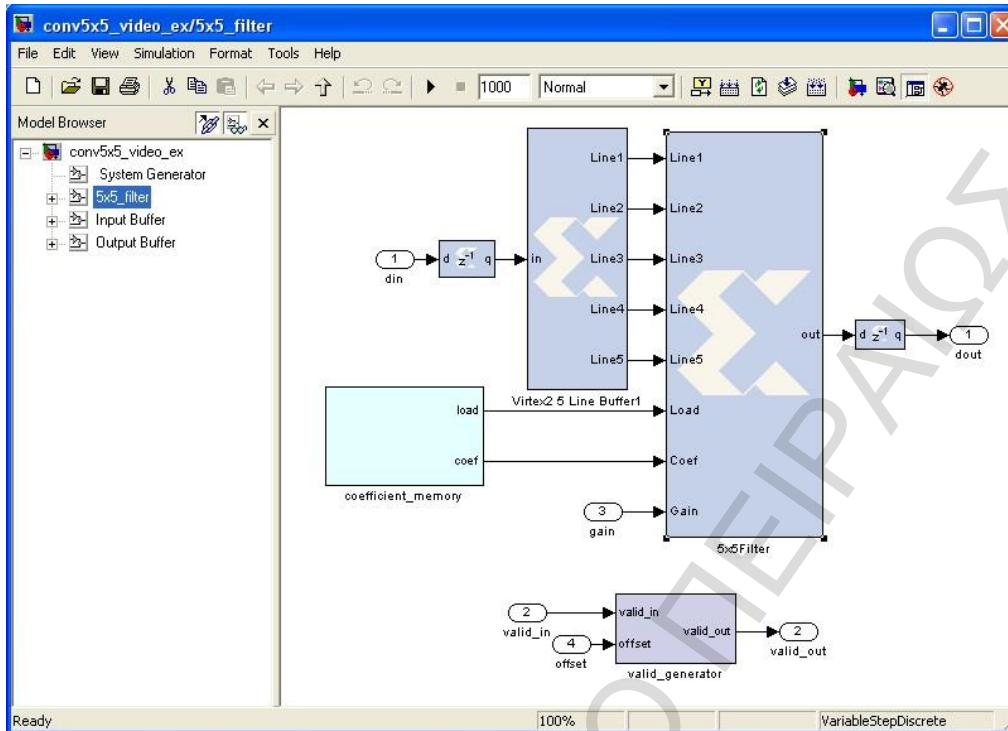 conv5x5_video_ex/5x5_filter
File Edit View Simulation Format Tools Help
1000 Normal
Model Browser
conv5x5_video_ex
System Generator
5x5_filter
Input Buffer
Output Buffer
1
din
d z-1 q
in
Line1
Line2
Line3
Line4
Line5
Virtex2 5 Line Buffer1
load
coef
coefficient_memory
3
gain
Line1
Line2
Line3
Line4
Line5
Load
Coef
Gain
out
5x5Filter
d z-1 q
1
dout
2
valid_in
4
offset
valid_in
offset
valid_out
valid_generator
2
valid_out
Ready 100% VariableStepDiscrete
Ο ΠΕΙΡΑΙΩΣ